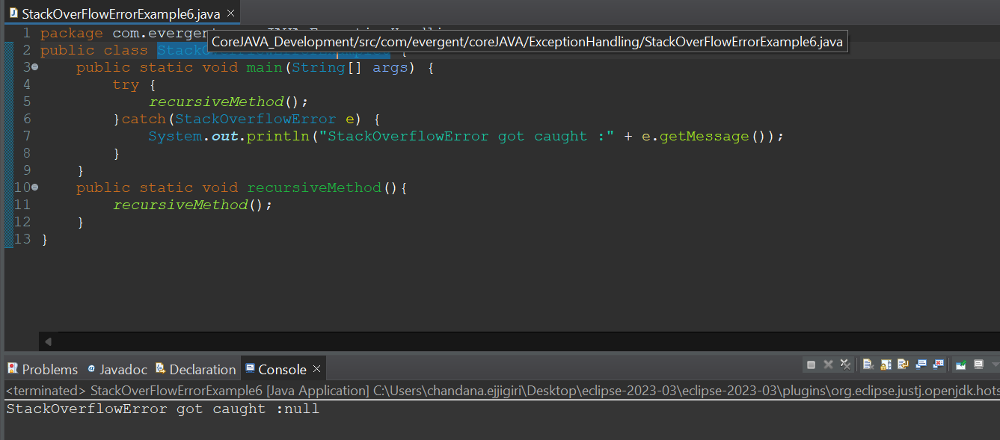 StackOverFlowErrorExample6.java
1 package com.evergent
CoreJAVA_Development/src/com/evergent/coreJAVA/ExceptionHandling/StackOverFlowErrorExample6.java
2 public class StackOverFlowErrorExample6 {
3 public static void main(String[] args) {
4 try {
5 recursiveMethod();
6 }catch(StackOverflowError e) {
7 System.out.println("StackOverflowError got caught :" + e.getMessage());
8 }
9 }
10 public static void recursiveMethod(){
11 recursiveMethod();
12 }
13 }
Problems @ Javadoc Declaration Console
<terminated> StackOverFlowErrorExample6 [Java Application] C:\Users\chandana.ejjigiri\Desktop\eclipse-2023-03\eclipse-2023-03\plugins\org.eclipse.justj.openjdk.hots
StackOverflowError got caught :null